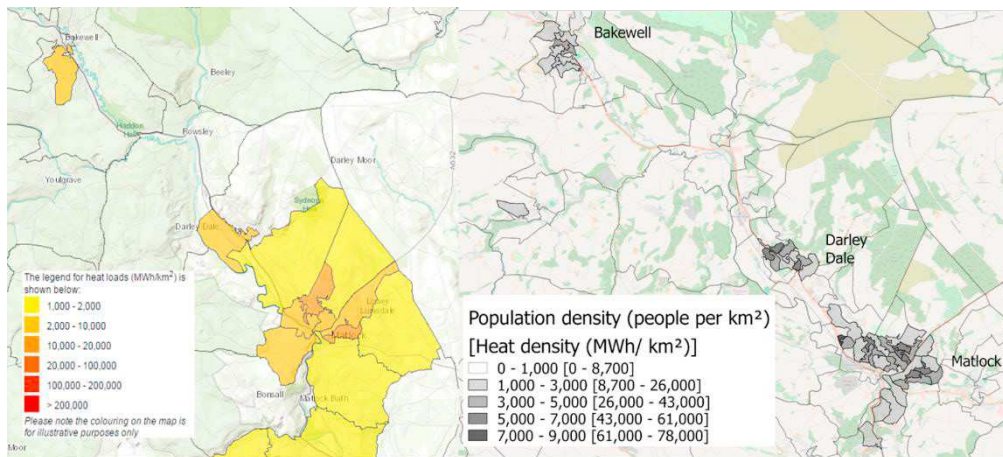 Bakewell
Beeley
Haddon
Rowsley
Youlgrave
Darley Moor
A632
Sydnope
Darley Dale
Lumsdale
Bonsall
Matlock Bath
Moor
The legend for heat loads (MWh/km²) is
shown below:
1,000 - 2,000
2,000 - 10,000
10,000 - 20,000
20,000 - 100,000
100,000 - 200,000
> 200,000
Please note the colouring on the map is
for illustrative purposes only
Bakewell
Darley
Dale
Matlock
Population density (people per km²)
[Heat density (MWh/ km²)]
0 - 1,000 [0 - 8,700]
1,000 - 3,000 [8,700 - 26,000]
3,000 - 5,000 [26,000 - 43,000]
5,000 - 7,000 [43,000 - 61,000]
7,000 - 9,000 [61,000 - 78,000]